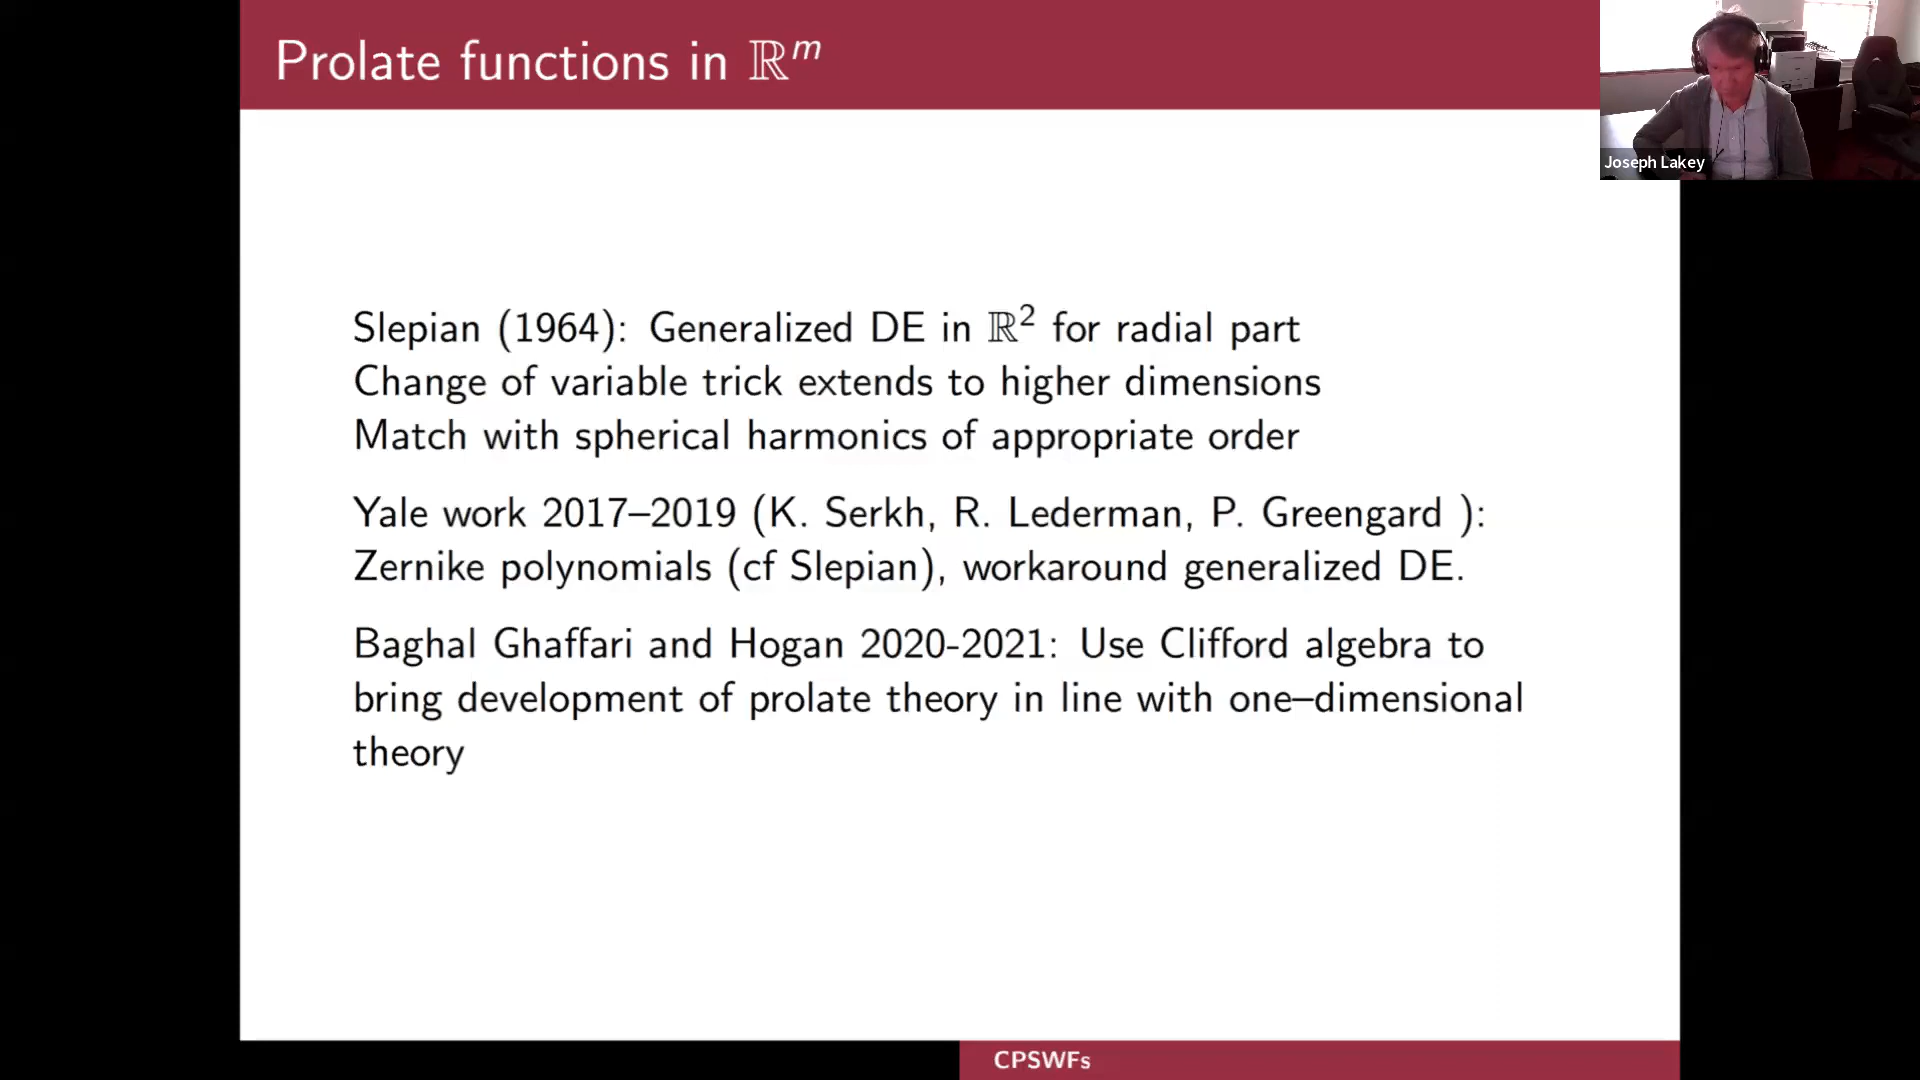 Prolate functions in ℝᵐ
Joseph Lakey
Slepian (1964): Generalized DE in ℝ² for radial part
Change of variable trick extends to higher dimensions
Match with spherical harmonics of appropriate order
Yale work 2017–2019 (K. Serkh, R. Lederman, P. Greengard ):
Zernike polynomials (cf Slepian), workaround generalized DE.
Baghal Ghaffari and Hogan 2020-2021: Use Clifford algebra to
bring development of prolate theory in line with one–dimensional
theory
CPSWFs